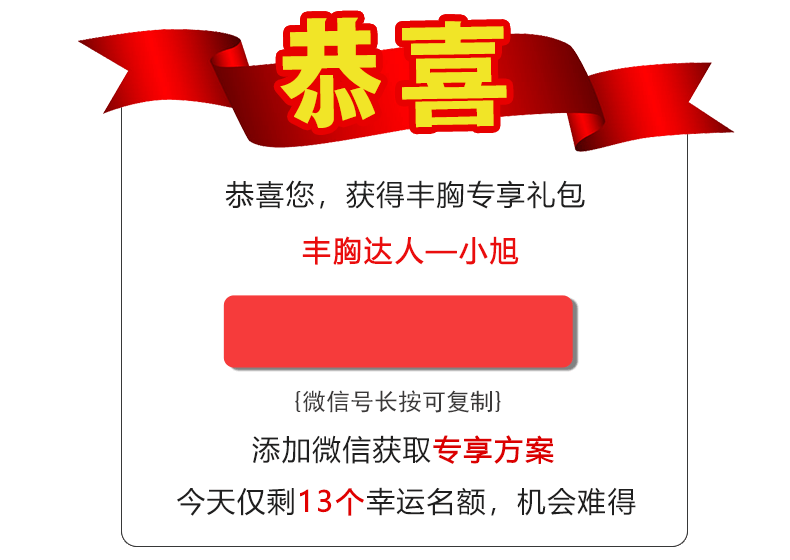 恭喜
恭喜您，获得丰胸专享礼包
丰胸达人—小旭
{微信号长按可复制}
添加微信获取专享方案
今天仅剩13个幸运名额，机会难得